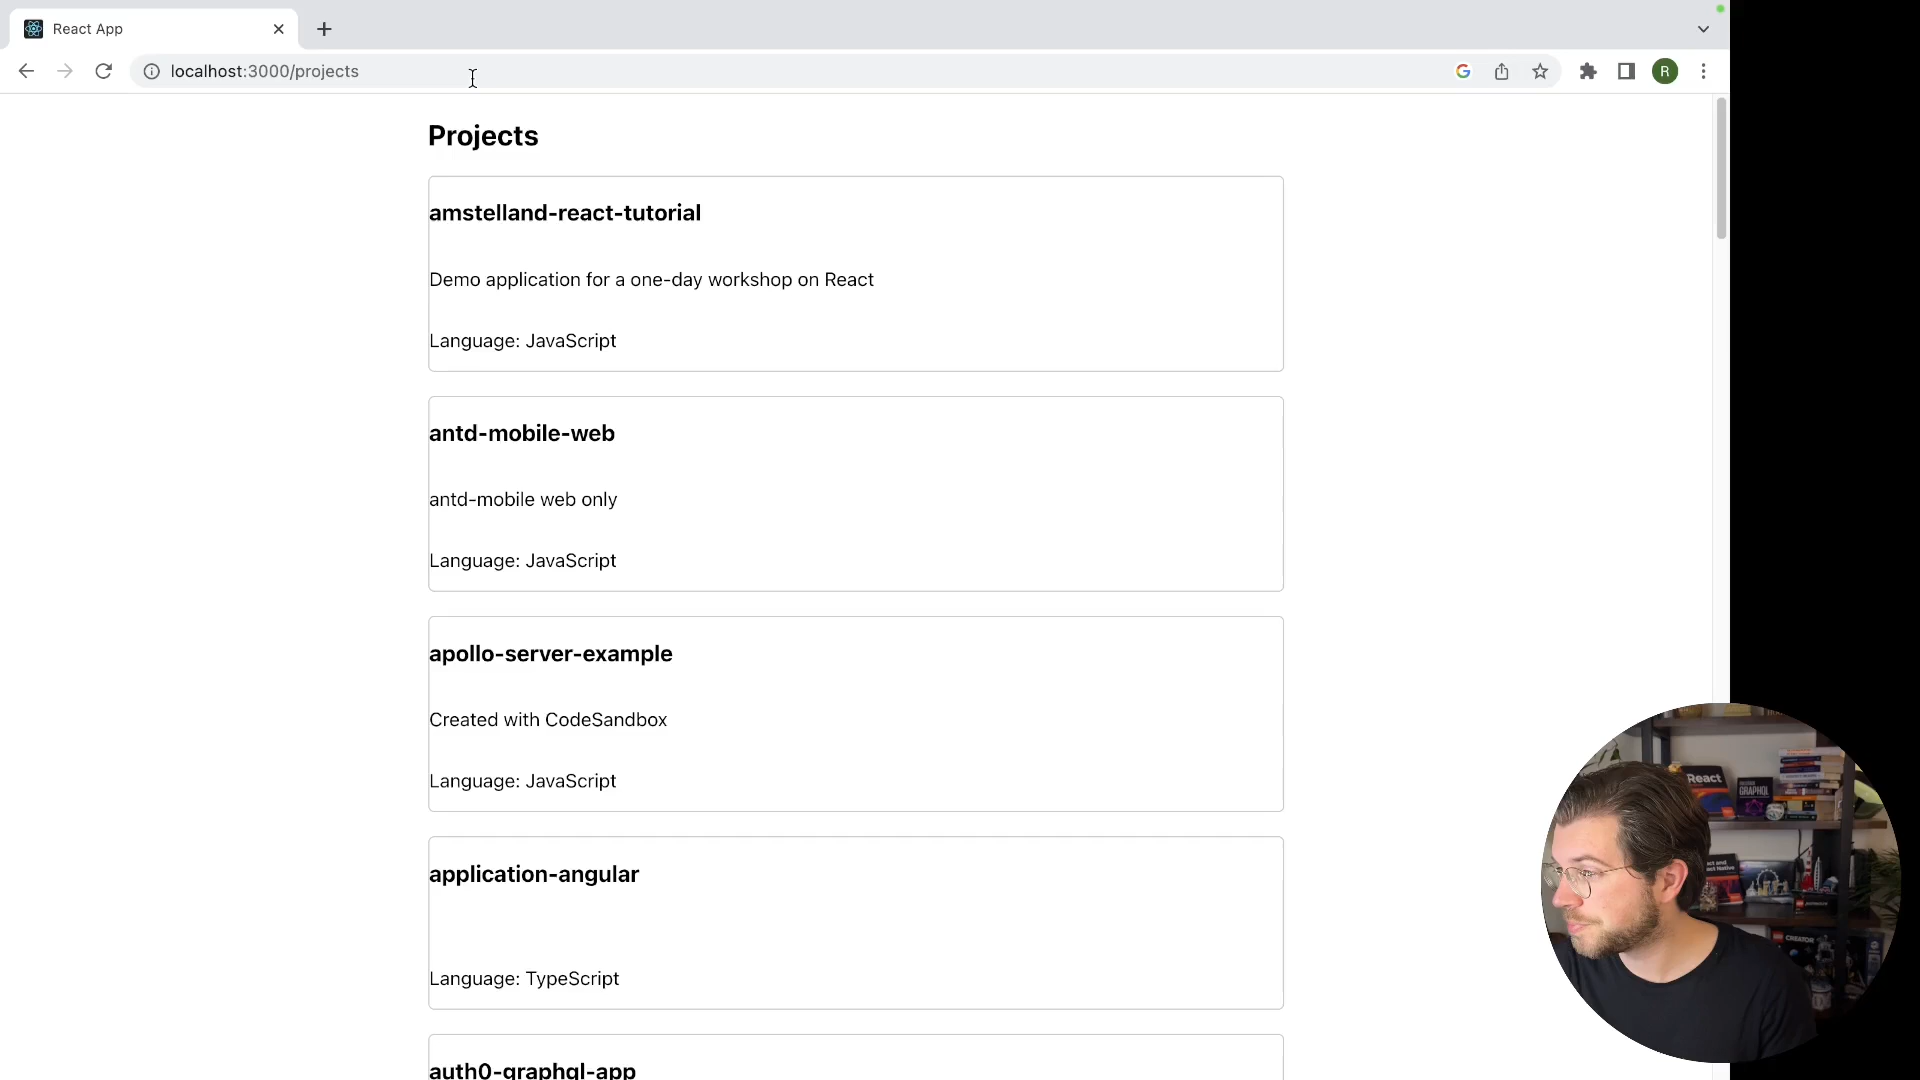 React App
localhost:3000/projects
R
Projects
amstelland-react-tutorial
Demo application for a one-day workshop on React
Language: JavaScript
antd-mobile-web
antd-mobile web only
Language: JavaScript
apollo-server-example
Created with CodeSandbox
Language: JavaScript
application-angular
Language: TypeScript
auth0-graphql-app
React
GRAPHQL
CREATOR